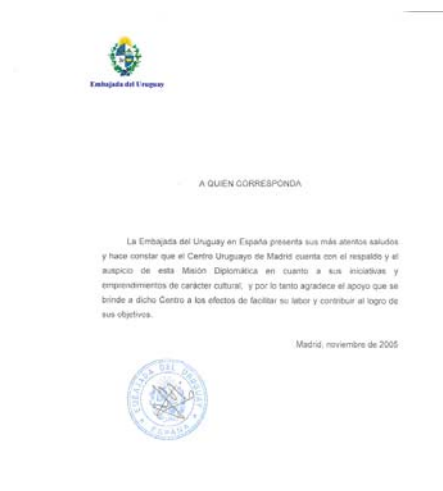 Embajada del Uruguay
A QUIEN CORRESPONDA
La Embajada del Uruguay en España presenta sus más atentos saludos
y hace constar que el Centro Uruguayo de Madrid cuenta con el respaldo y el
auspicio de esta Misión Diplomática en cuanto a sus iniciativas y
emprendimientos de carácter cultural, y por lo tanto agradece el apoyo que se
brinde a dicho Centro a los efectos de facilitar su labor y contribuir al logro de
sus objetivos.
Madrid, noviembre de 2005
EMBAJADA DEL URUGUAY
ESPAÑA